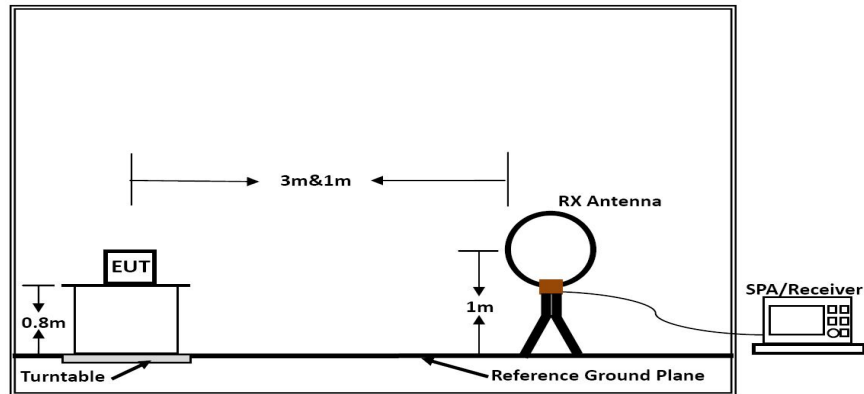 3m&1m
RX Antenna
EUT
SPA/Receiver
0.8m
1m
Turntable
Reference Ground Plane